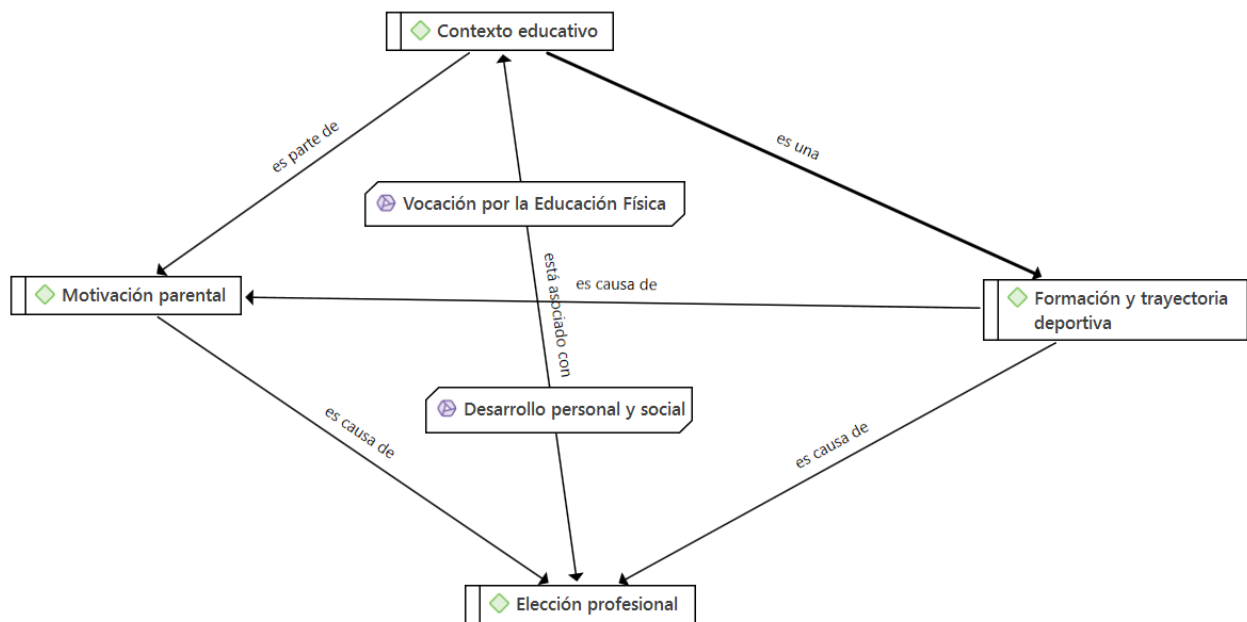 Contexto educativo
es parte de
es una
Vocación por la Educación Física
está asociado con
es causa de
Motivación parental
Formación y trayectoria
deportiva
Desarrollo personal y social
es causa de
es causa de
Elección profesional